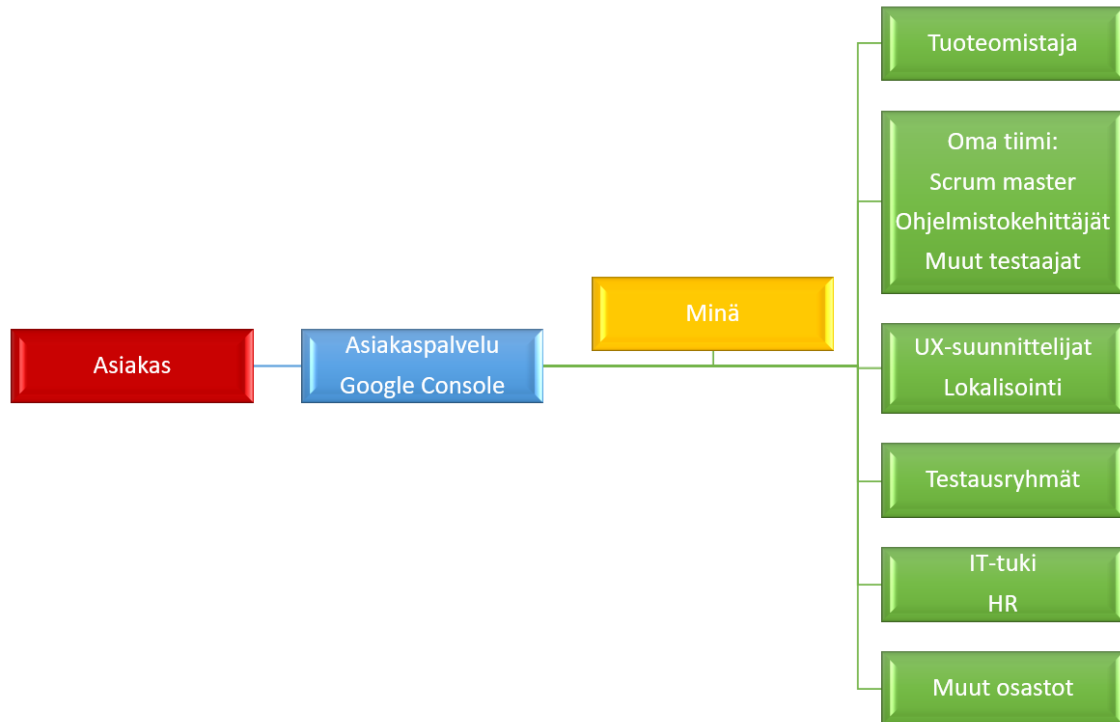 Asiakas
Asiakaspalvelu
Google Console
Minä
Tuoteomistaja
Oma tiimi:
Scrum master
Ohjelmistokehittäjät
Muut testaajat
UX-suunnittelijat
Lokalisointi
Testausryhmät
IT-tuki
HR
Muut osastot